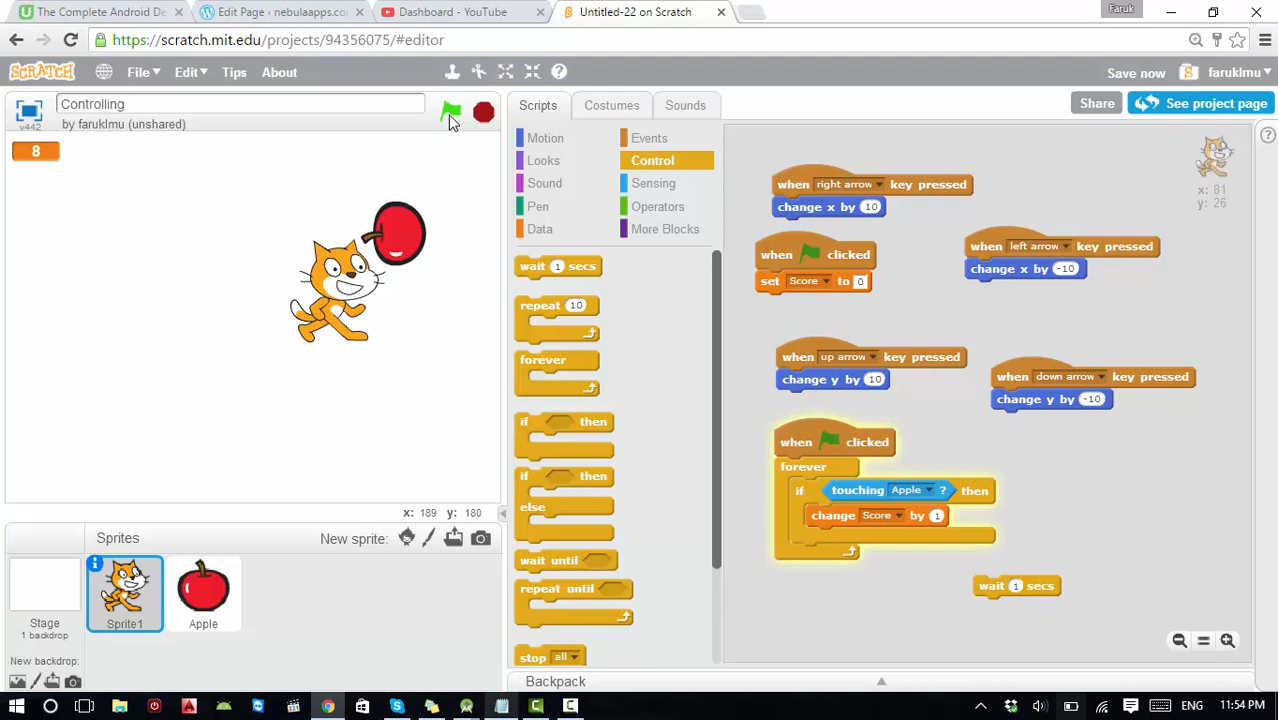 The Complete Android De
Edit Page ‹ nebulaapps.c
Dashboard - YouTube
Untitled-22 on Scratch
Faruk
https://scratch.mit.edu/projects/94356075/#editor
SCRATCH
File
Edit
Tips
About
Save now
faruklmu
Controlling
by faruklmu (unshared)
v442
Scripts
Costumes
Sounds
Share
See project page
8
Motion
Looks
Sound
Pen
Data
Events
Control
Sensing
Operators
More Blocks
wait 1 secs
repeat 10
forever
if then
if then
else
wait until
repeat until
stop all
when right arrow key pressed
change x by 10
when clicked
set Score to 0
when left arrow key pressed
change x by -10
when up arrow key pressed
change y by 10
when down arrow key pressed
change y by -10
when clicked
forever
if touching Apple ? then
change Score by 1
wait 1 secs
x: 81
y: 26
x: 189 y: 180
Sprites
New sprite:
Stage
1 backdrop
New backdrop:
Sprite1
Apple
Backpack
ENG
11:54 PM